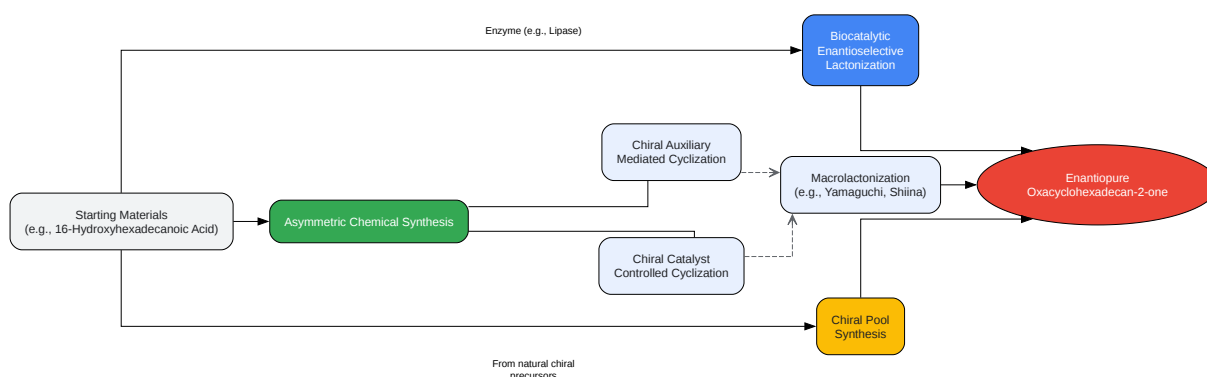 Enzyme (e.g., Lipase)
Biocatalytic
Enantioselective
Lactonization
Chiral Auxiliary
Mediated Cyclization
Macrolactonization
(e.g., Yamaguchi, Shiina)
Enantiopure
Oxacyclohexadecan-2-one
Starting Materials
(e.g., 16-Hydroxyhexadecanoic Acid)
Asymmetric Chemical Synthesis
Chiral Catalyst
Controlled Cyclization
Chiral Pool
Synthesis
From natural chiral
precursors